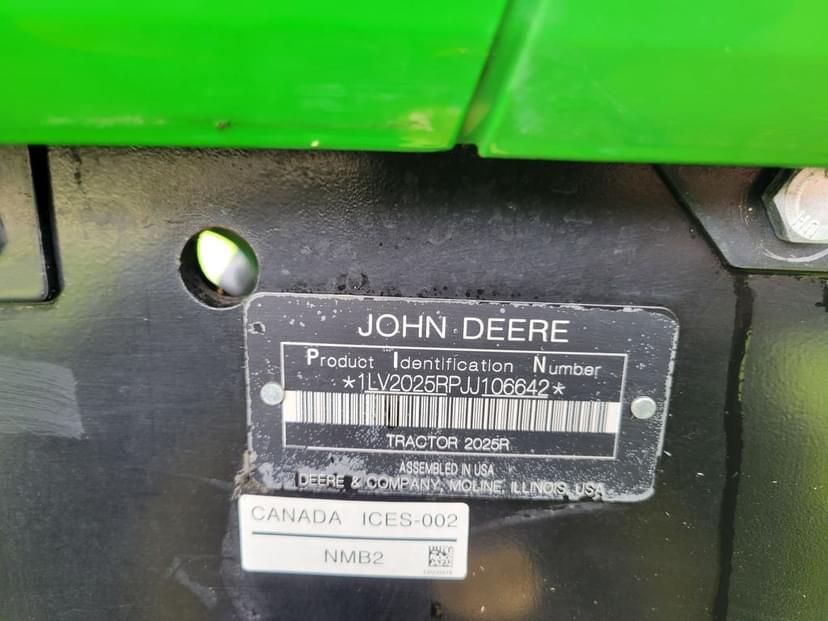 JOHN DEERE
Product Identification Number
*1LV2025RPJJ106642*
TRACTOR 2025R
ASSEMBLED IN USA
DEERE & COMPANY, MOLINE, ILLINOIS, USA
CANADA ICES-002
NMB2